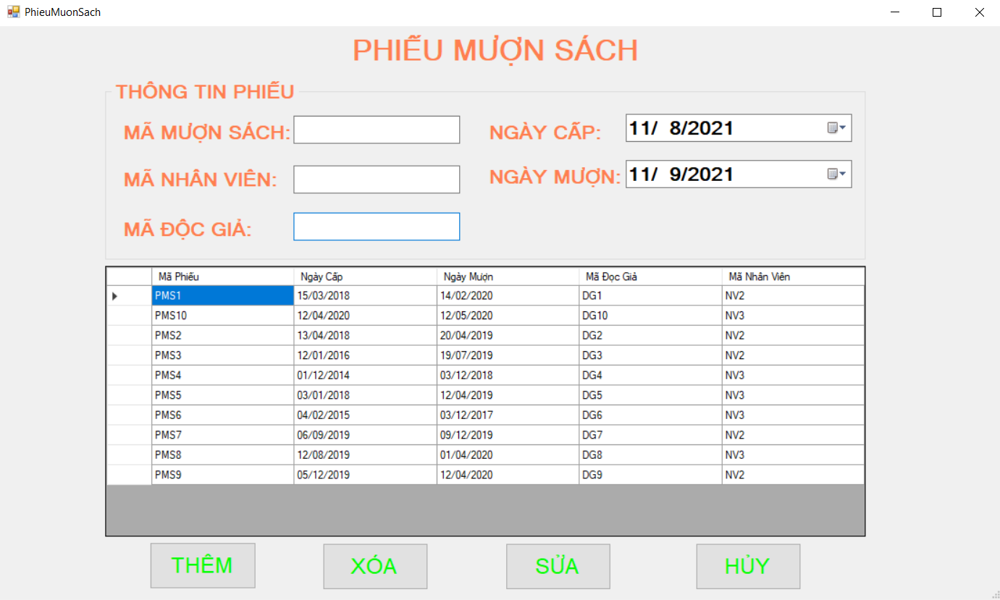 PhieuMuonSach
PHIẾU MƯỢN SÁCH
THÔNG TIN PHIẾU
MÃ MƯỢN SÁCH: NGÀY CẤP: 11/ 8/2021
MÃ NHÂN VIÊN: NGÀY MƯỢN: 11/ 9/2021
MÃ ĐỘC GIẢ:
Mã Phiếu Ngày Cấp Ngày Mượn Mã Đọc Giả Mã Nhân Viên
PMS1 15/03/2018 14/02/2020 DG1 NV2
PMS10 12/04/2020 12/05/2020 DG10 NV3
PMS2 13/04/2018 20/04/2019 DG2 NV2
PMS3 12/01/2016 19/07/2019 DG3 NV2
PMS4 01/12/2014 03/12/2018 DG4 NV3
PMS5 03/01/2018 12/04/2019 DG5 NV3
PMS6 04/02/2015 03/12/2017 DG6 NV3
PMS7 06/09/2019 09/12/2019 DG7 NV2
PMS8 12/08/2019 01/04/2020 DG8 NV3
PMS9 05/12/2019 12/04/2020 DG9 NV2
THÊM XÓA SỬA HỦY